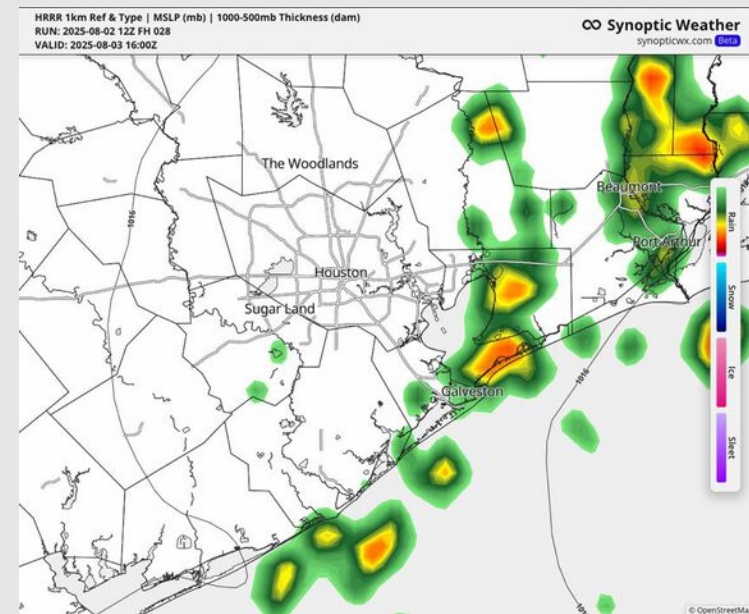 HRRR 1km Ref & Type | MSLP (mb) | 1000-500mb Thickness (dam)
RUN: 2025-08-02 12Z FH 028
VALID: 2025-08-03 16:00Z
Synoptic Weather
synopticwx.com Beta
The Woodlands
1016
Beaumont
Port Arthur
Houston
Sugar Land
Galveston
1016
Rain
Snow
Ice
Sleet
© OpenStreetMa